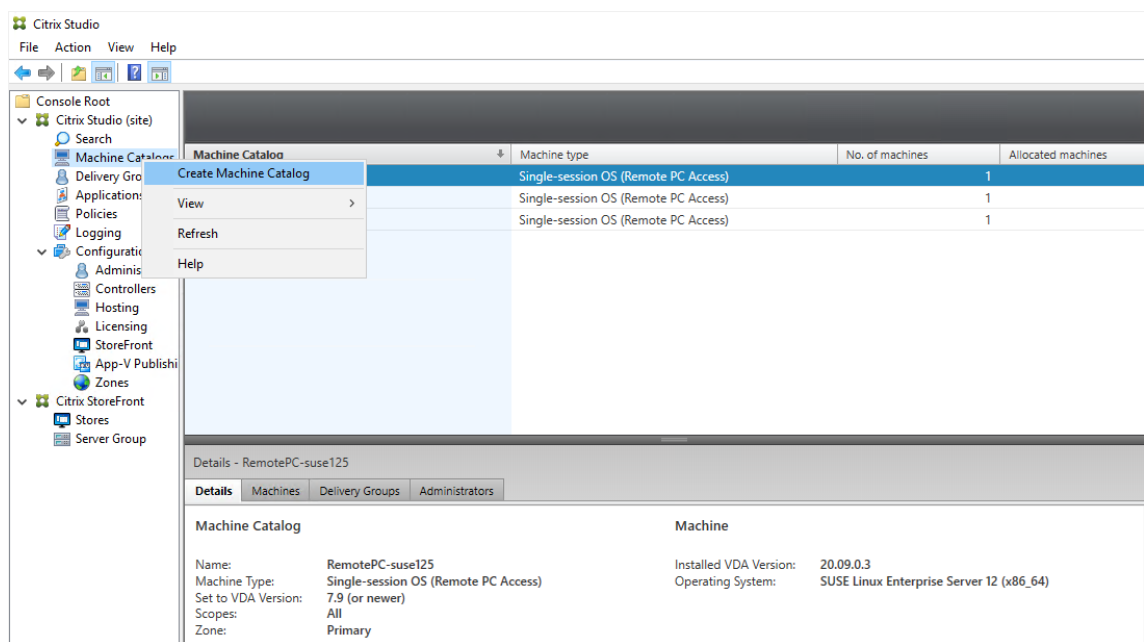 Citrix Studio
File Action View Help
Console Root
Citrix Studio (site)
Search
Machine Catalogs
Delivery Gro
Applications
Policies
Logging
Configuratio
Adminis
Controllers
Hosting
Licensing
StoreFront
App-V Publishi
Zones
Citrix StoreFront
Stores
Server Group
Create Machine Catalog
View
Refresh
Help
Machine Catalog Machine type No. of machines Allocated machines
Single-session OS (Remote PC Access) 1
Single-session OS (Remote PC Access) 1
Single-session OS (Remote PC Access) 1
Details - RemotePC-suse125
Details Machines Delivery Groups Administrators
Machine Catalog
Name: RemotePC-suse125
Machine Type: Single-session OS (Remote PC Access)
Set to VDA Version: 7.9 (or newer)
Scopes: All
Zone: Primary
Machine
Installed VDA Version: 20.09.0.3
Operating System: SUSE Linux Enterprise Server 12 (x86_64)